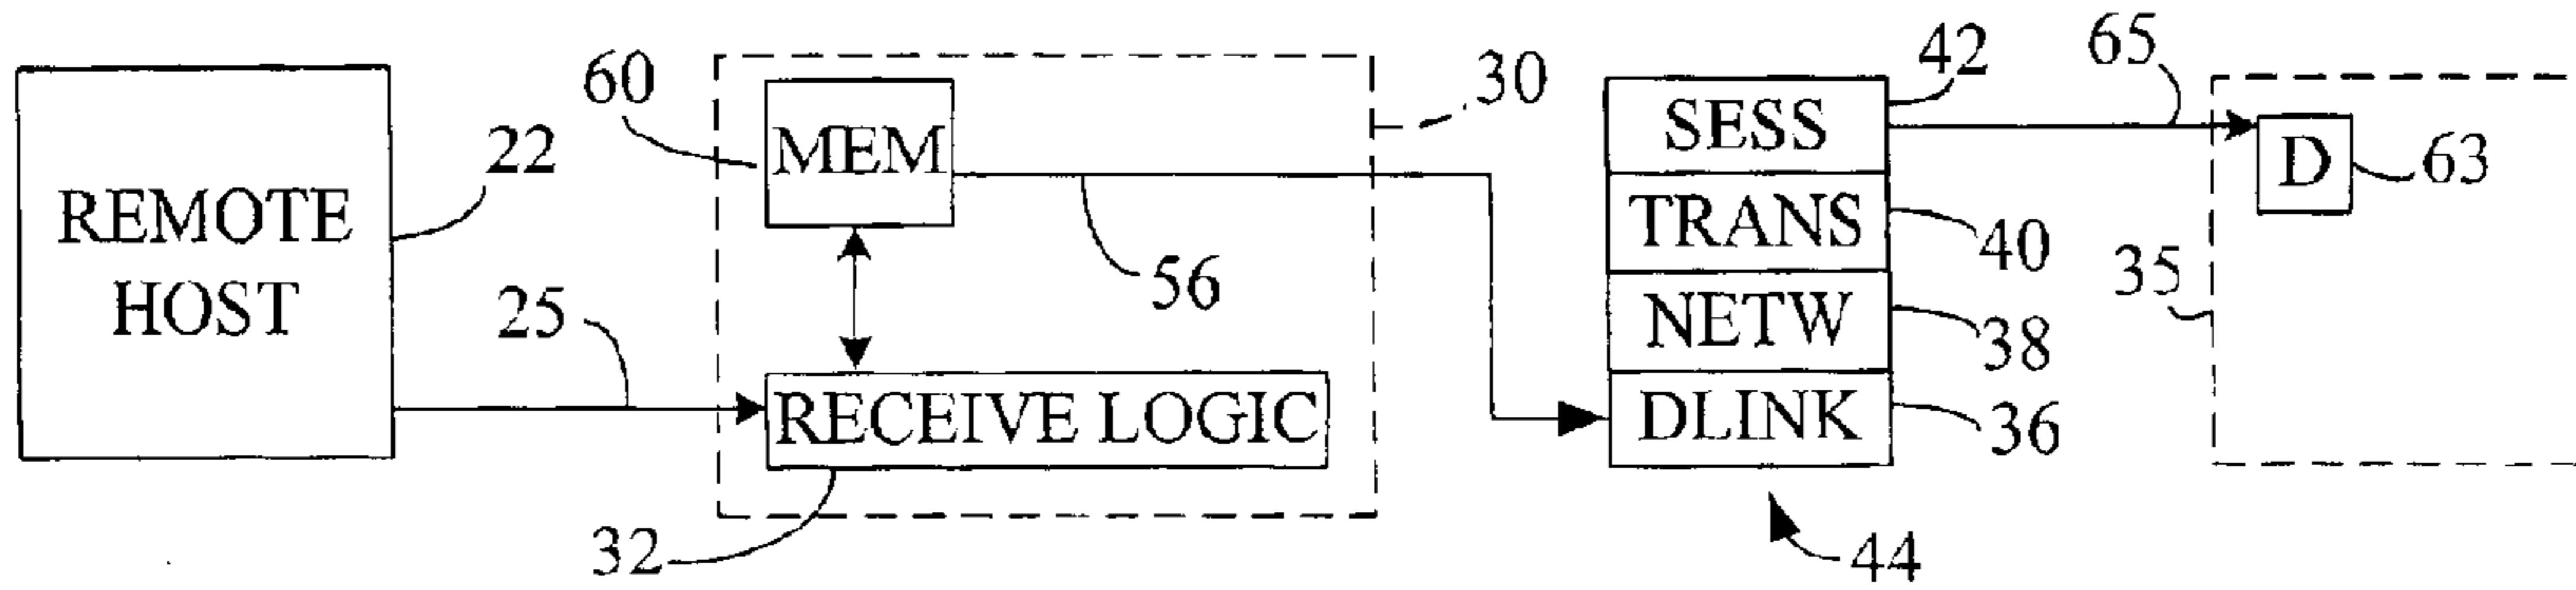 REMOTE
HOST
22
25
60
MEM
30
56
RECEIVE LOGIC
32
42
SESS
TRANS
40
NETW
38
DLINK
36
44
65
D
63
35